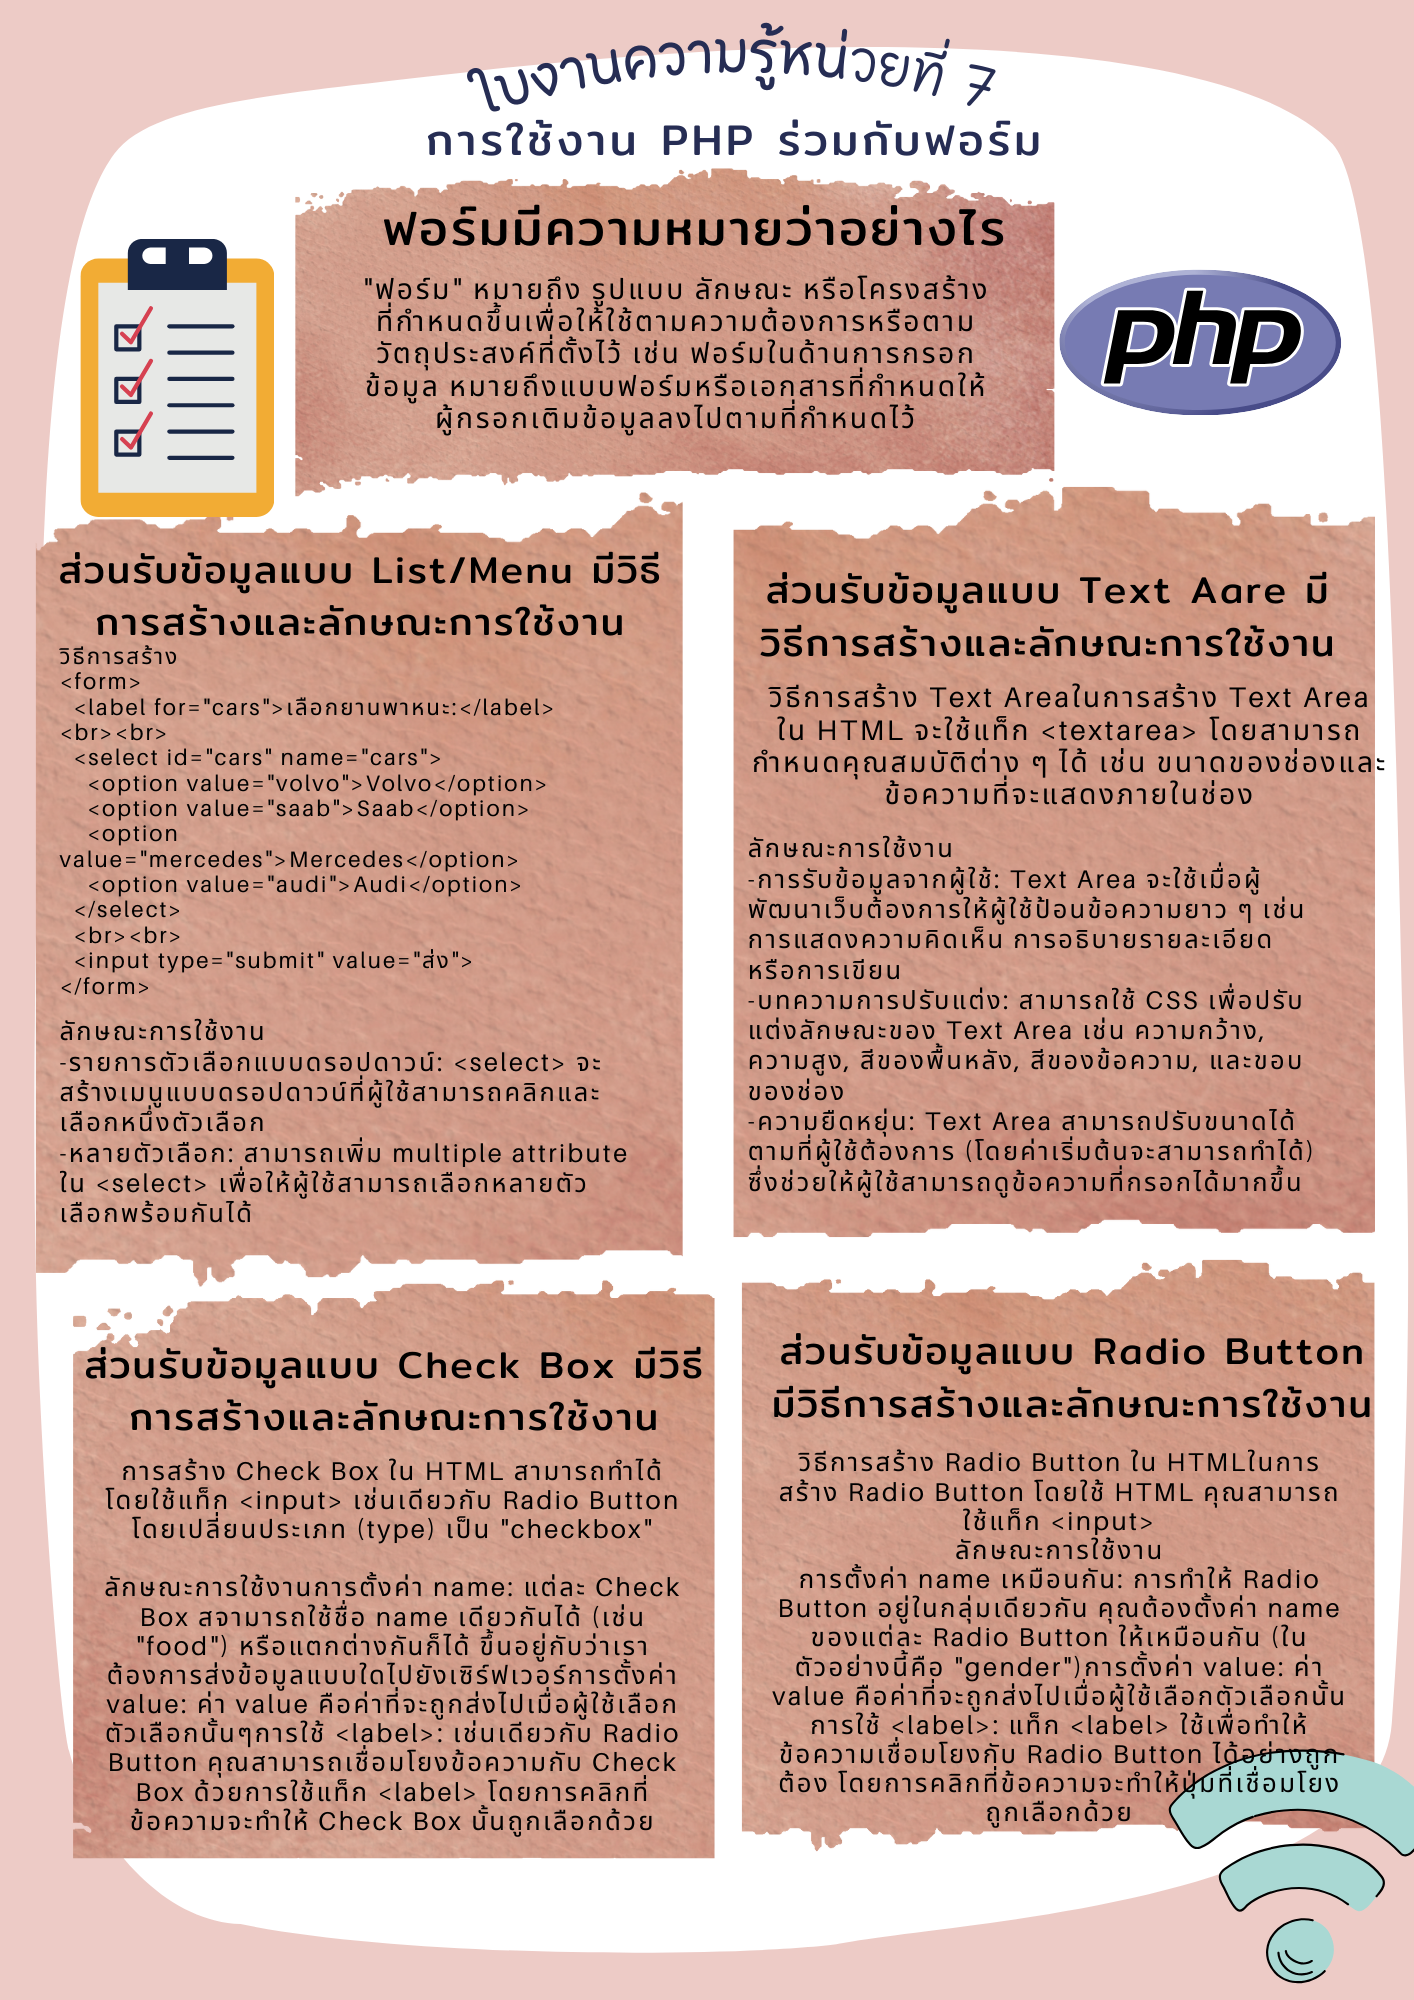 ใบงานความรู้หน่วยที่ 7
การใช้งาน PHP ร่วมกับฟอร์ม
ฟอร์มมีความหมายว่าอย่างไร
"ฟอร์ม" หมายถึง รูปแบบ ลักษณะ หรือโครงสร้าง
ที่กำหนดขึ้นเพื่อให้ใช้ตามความต้องการหรือตาม
วัตถุประสงค์ที่ตั้งไว้ เช่น ฟอร์มในด้านการกรอก
ข้อมูล หมายถึงแบบฟอร์มหรือเอกสารที่กำหนดให้
ผู้กรอกเติมข้อมูลลงไปตามที่กำหนดไว้
php
ส่วนรับข้อมูลแบบ List/Menu มีวิธี
การสร้างและลักษณะการใช้งาน
วิธีการสร้าง
<form>
<label for="cars">เลือกยานพาหนะ:</label>
<br><br>
<select id="cars" name="cars">
<option value="volvo">Volvo</option>
<option value="saab">Saab</option>
<option
value="mercedes">Mercedes</option>
<option value="audi">Audi</option>
</select>
<br><br>
<input type="submit" value="ส่ง">
</form>
ลักษณะการใช้งาน
-รายการตัวเลือกแบบดรอปดาวน์: <select> จะ
สร้างเมนูแบบดรอปดาวน์ที่ผู้ใช้สามารถคลิกและ
เลือกหนึ่งตัวเลือก
-หลายตัวเลือก: สามารถเพิ่ม multiple attribute
ใน <select> เพื่อให้ผู้ใช้สามารถเลือกหลายตัว
เลือกพร้อมกันได้
ส่วนรับข้อมูลแบบ Text Aare มี
วิธีการสร้างและลักษณะการใช้งาน
วิธีการสร้าง Text Areaในการสร้าง Text Area
ใน HTML จะใช้แท็ก <textarea> โดยสามารถ
กำหนดคุณสมบัติต่าง ๆ ได้ เช่น ขนาดของช่องและ
ข้อความที่จะแสดงภายในช่อง
ลักษณะการใช้งาน
-การรับข้อมูลจากผู้ใช้: Text Area จะใช้เมื่อผู้
พัฒนาเว็บต้องการให้ผู้ใช้ป้อนข้อความยาว ๆ เช่น
การแสดงความคิดเห็น การอธิบายรายละเอียด
หรือการเขียน
-บทความการปรับแต่ง: สามารถใช้ CSS เพื่อปรับ
แต่งลักษณะของ Text Area เช่น ความกว้าง,
ความสูง, สีของพื้นหลัง, สีของข้อความ, และขอบ
ของช่อง
-ความยืดหยุ่น: Text Area สามารถปรับขนาดได้
ตามที่ผู้ใช้ต้องการ (โดยค่าเริ่มต้นจะสามารถทำได้)
ซึ่งช่วยให้ผู้ใช้สามารถดูข้อความที่กรอกได้มากขึ้น
ส่วนรับข้อมูลแบบ Check Box มีวิธี
การสร้างและลักษณะการใช้งาน
การสร้าง Check Box ใน HTML สามารถทำได้
โดยใช้แท็ก <input> เช่นเดียวกับ Radio Button
โดยเปลี่ยนประเภท (type) เป็น "checkbox"
ลักษณะการใช้งานการตั้งค่า name: แต่ละ Check
Box สจามารถใช้ชื่อ name เดียวกันได้ (เช่น
"food") หรือแตกต่างกันก็ได้ ขึ้นอยู่กับว่าเรา
ต้องการส่งข้อมูลแบบใดไปยังเซิร์ฟเวอร์การตั้งค่า
value: ค่า value คือค่าที่จะถูกส่งไปเมื่อผู้ใช้เลือก
ตัวเลือกนั้นๆการใช้ <label>: เช่นเดียวกับ Radio
Button คุณสามารถเชื่อมโยงข้อความกับ Check
Box ด้วยการใช้แท็ก <label> โดยการคลิกที่
ข้อความจะทำให้ Check Box นั้นถูกเลือกด้วย
ส่วนรับข้อมูลแบบ Radio Button
มีวิธีการสร้างและลักษณะการใช้งาน
วิธีการสร้าง Radio Button ใน HTMLในการ
สร้าง Radio Button โดยใช้ HTML คุณสามารถ
ใช้แท็ก <input>
ลักษณะการใช้งาน
การตั้งค่า name เหมือนกัน: การทำให้ Radio
Button อยู่ในกลุ่มเดียวกัน คุณต้องตั้งค่า name
ของแต่ละ Radio Button ให้เหมือนกัน (ใน
ตัวอย่างนี้คือ "gender")การตั้งค่า value: ค่า
value คือค่าที่จะถูกส่งไปเมื่อผู้ใช้เลือกตัวเลือกนั้น
การใช้ <label>: แท็ก <label> ใช้เพื่อทำให้
ข้อความเชื่อมโยงกับ Radio Button ได้อย่างถูก
ต้อง โดยการคลิกที่ข้อความจะทำให้ปุ่มที่เชื่อมโยง
ถูกเลือกด้วย